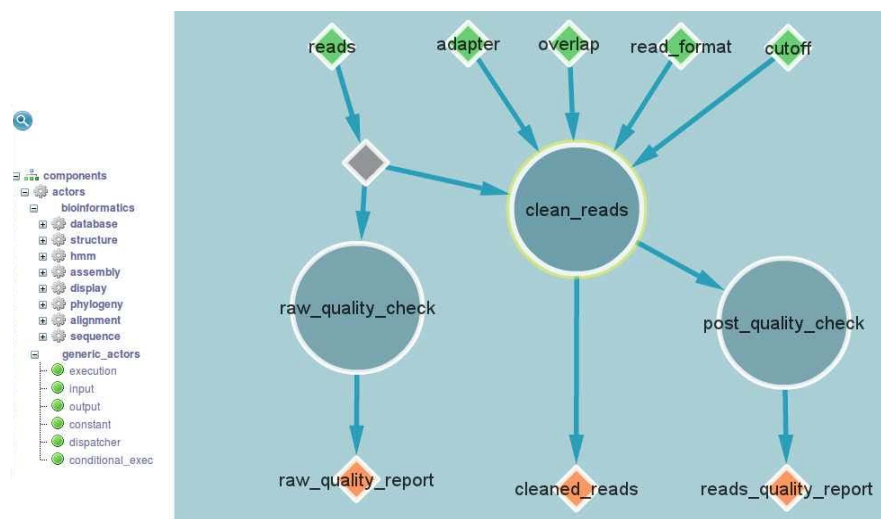 components
actors
bioinformatics
database
structure
hmm
assembly
display
phylogeny
alignment
sequence
generic_actors
execution
input
output
constant
dispatcher
conditional_exec
reads
adapter
overlap
read_format
cutoff
clean_reads
raw_quality_check
post_quality_check
raw_quality_report
cleaned_reads
reads_quality_report